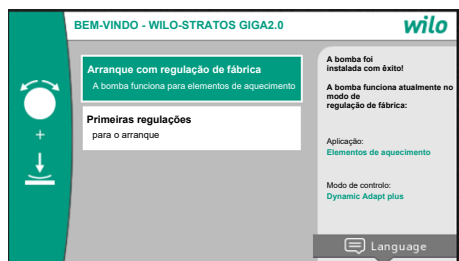 BEM-VINDO - WILO-STRATOS GIGA2.0
wilo
Arranque com regulação de fábrica
A bomba funciona para elementos de aquecimento
Primeiras regulações
para o arranque
+
A bomba foi
instalada com êxito!
A bomba funciona atualmente no
modo de
regulação de fábrica:
Aplicação:
Elementos de aquecimento
Modo de controlo:
Dynamic Adapt plus
Language